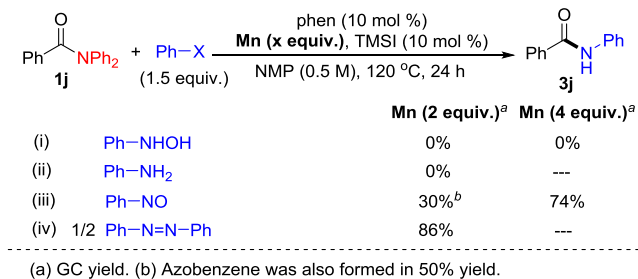 O
Ph NPh₂
1j
+ Ph–X
(1.5 equiv.)
phen (10 mol %)
Mn (x equiv.), TMSI (10 mol %)
NMP (0.5 M), 120 °C, 24 h
O
Ph N Ph
H
3j
Mn (2 equiv.)ᵃ Mn (4 equiv.)ᵃ
(i) Ph–NHOH 0% 0%
(ii) Ph–NH₂ 0% ---
(iii) Ph–NO 30%ᵇ 74%
(iv) 1/2 Ph–N=N–Ph 86% ---
(a) GC yield. (b) Azobenzene was also formed in 50% yield.